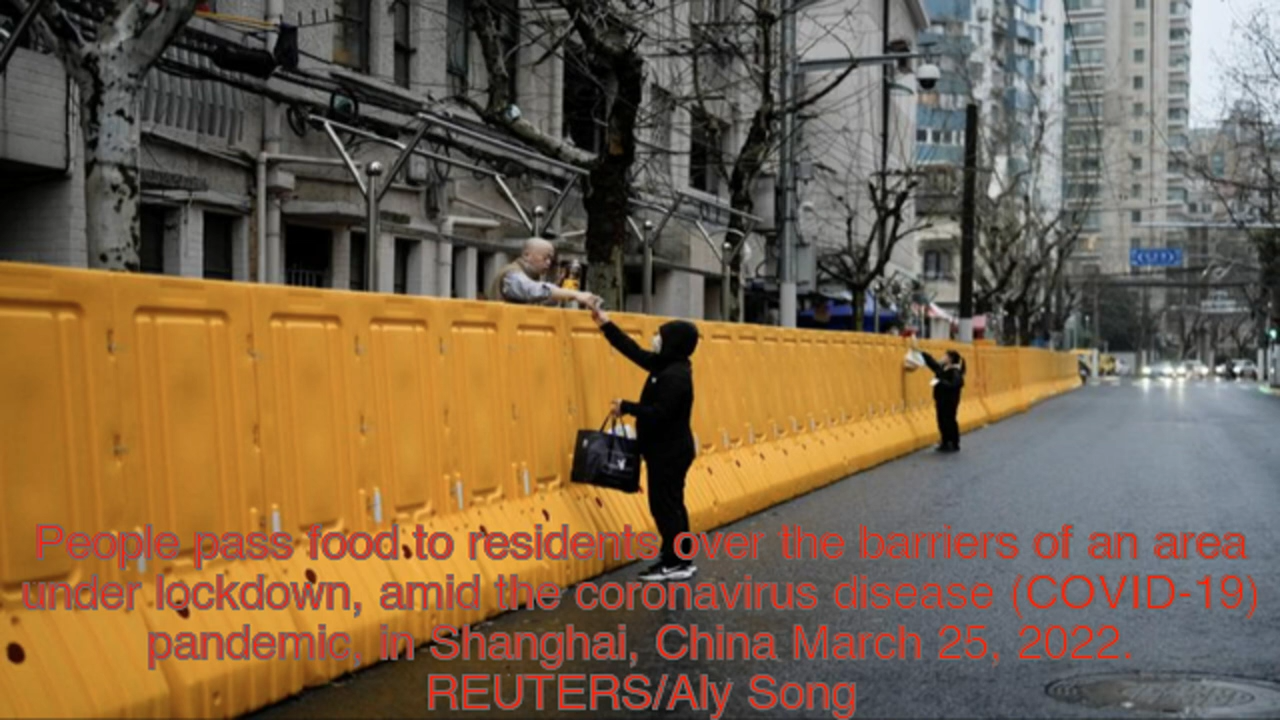 People pass food to residents over the barriers of an area
under lockdown, amid the coronavirus disease (COVID-19)
pandemic, in Shanghai, China March 25, 2022.
REUTERS/Aly Song